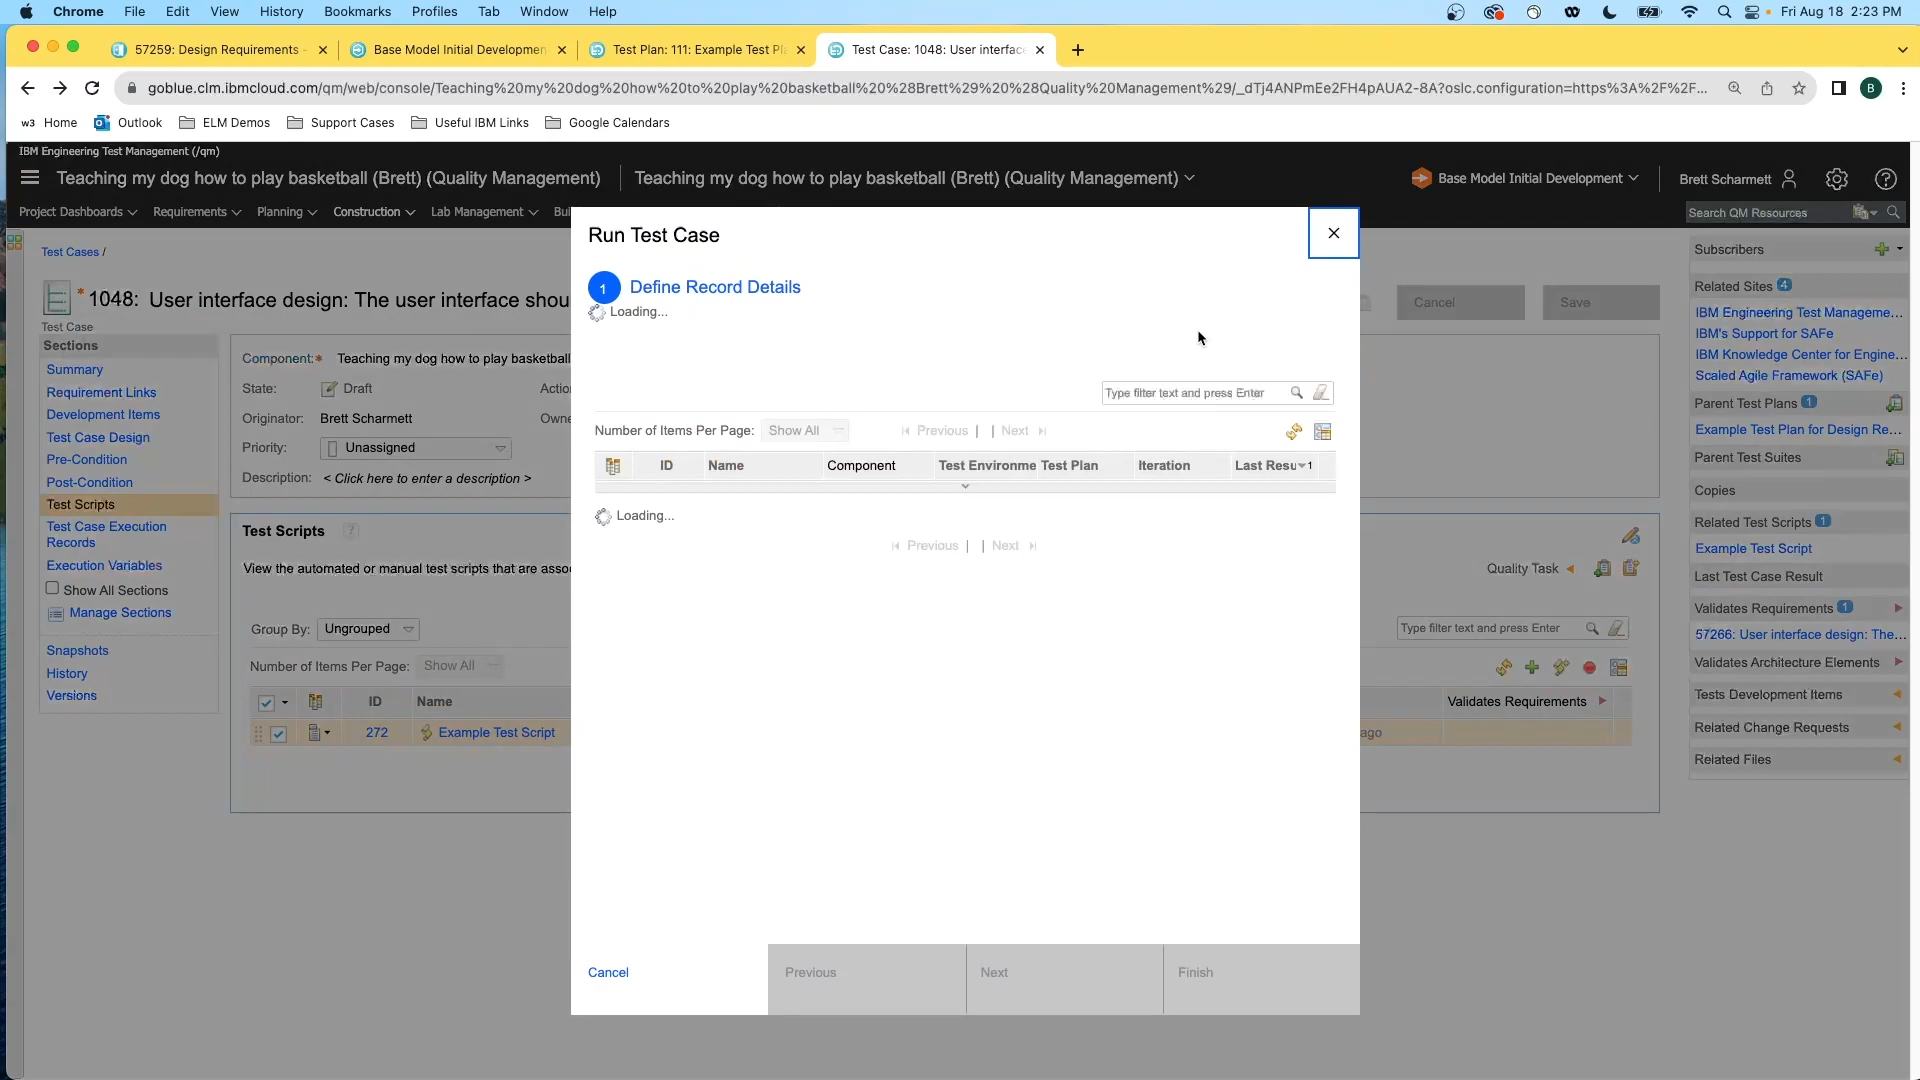 Chrome File Edit View History Bookmarks Profiles Tab Window Help Fri Aug 18 2:23 PM
57259: Design Requirements - Base Model Initial Developmen Test Plan: 111: Example Test Pla Test Case: 1048: User interfac
goblue.clm.ibmcloud.com/qm/web/console/Teaching%20my%20dog%20how%20to%20play%20basketball%20%28Brett%29%20%28Quality%20Management%29/_dTj4ANPmEe2FH4pAUA2-8A?oslc.configuration=https%3A%2F%2F... B
w3 Home Outlook ELM Demos Support Cases Useful IBM Links Google Calendars
IBM Engineering Test Management (/qm)
Teaching my dog how to play basketball (Brett) (Quality Management) Teaching my dog how to play basketball (Brett) (Quality Management) Base Model Initial Development Brett Scharmett
Project Dashboards Requirements Planning Construction Lab Management Bui Search QM Resources
Test Cases /
* 1048: User interface design: The user interface shou
Test Case
Cancel Save
Sections
Summary
Requirement Links
Development Items
Test Case Design
Pre-Condition
Post-Condition
Test Scripts
Test Case Execution
Records
Execution Variables
Show All Sections
Manage Sections
Snapshots
History
Versions
Component:* Teaching my dog how to play basketball
State: Draft Actio
Originator: Brett Scharmett Owne
Priority: Unassigned
Description: < Click here to enter a description >
Test Scripts ?
View the automated or manual test scripts that are asso
Quality Task
Group By: Ungrouped
Type filter text and press Enter
Number of Items Per Page: Show All
ID Name Validates Requirements
272 Example Test Script ago
Run Test Case
1 Define Record Details
Loading...
Type filter text and press Enter
Number of Items Per Page: Show All Previous | | Next
ID Name Component Test Environme Test Plan Iteration Last Resu 1
Loading...
Previous | | Next
Cancel Previous Next Finish
Subscribers
Related Sites 4
IBM Engineering Test Manageme...
IBM's Support for SAFe
IBM Knowledge Center for Engine...
Scaled Agile Framework (SAFe)
Parent Test Plans 1
Example Test Plan for Design Re...
Parent Test Suites
Copies
Related Test Scripts 1
Example Test Script
Last Test Case Result
Validates Requirements 1
57266: User interface design: The...
Validates Architecture Elements
Tests Development Items
Related Change Requests
Related Files